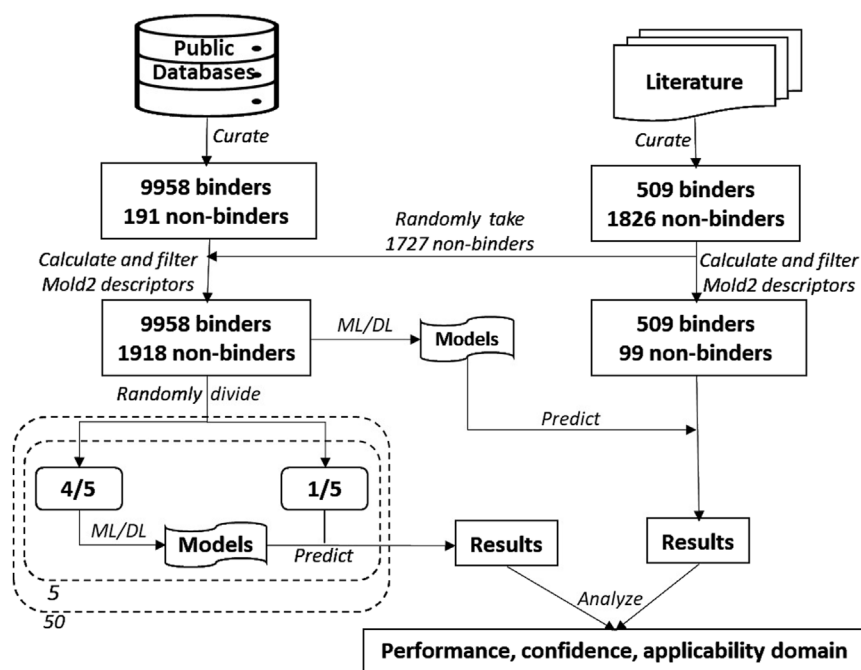 Public
Databases
Literature
Curate
Curate
9958 binders
191 non-binders
509 binders
1826 non-binders
Randomly take
1727 non-binders
Calculate and filter
Mold2 descriptors
Calculate and filter
Mold2 descriptors
9958 binders
1918 non-binders
ML/DL
Models
509 binders
99 non-binders
Randomly divide
Predict
4/5
1/5
ML/DL
Models
Predict
Results
Results
5
50
Analyze
Performance, confidence, applicability domain